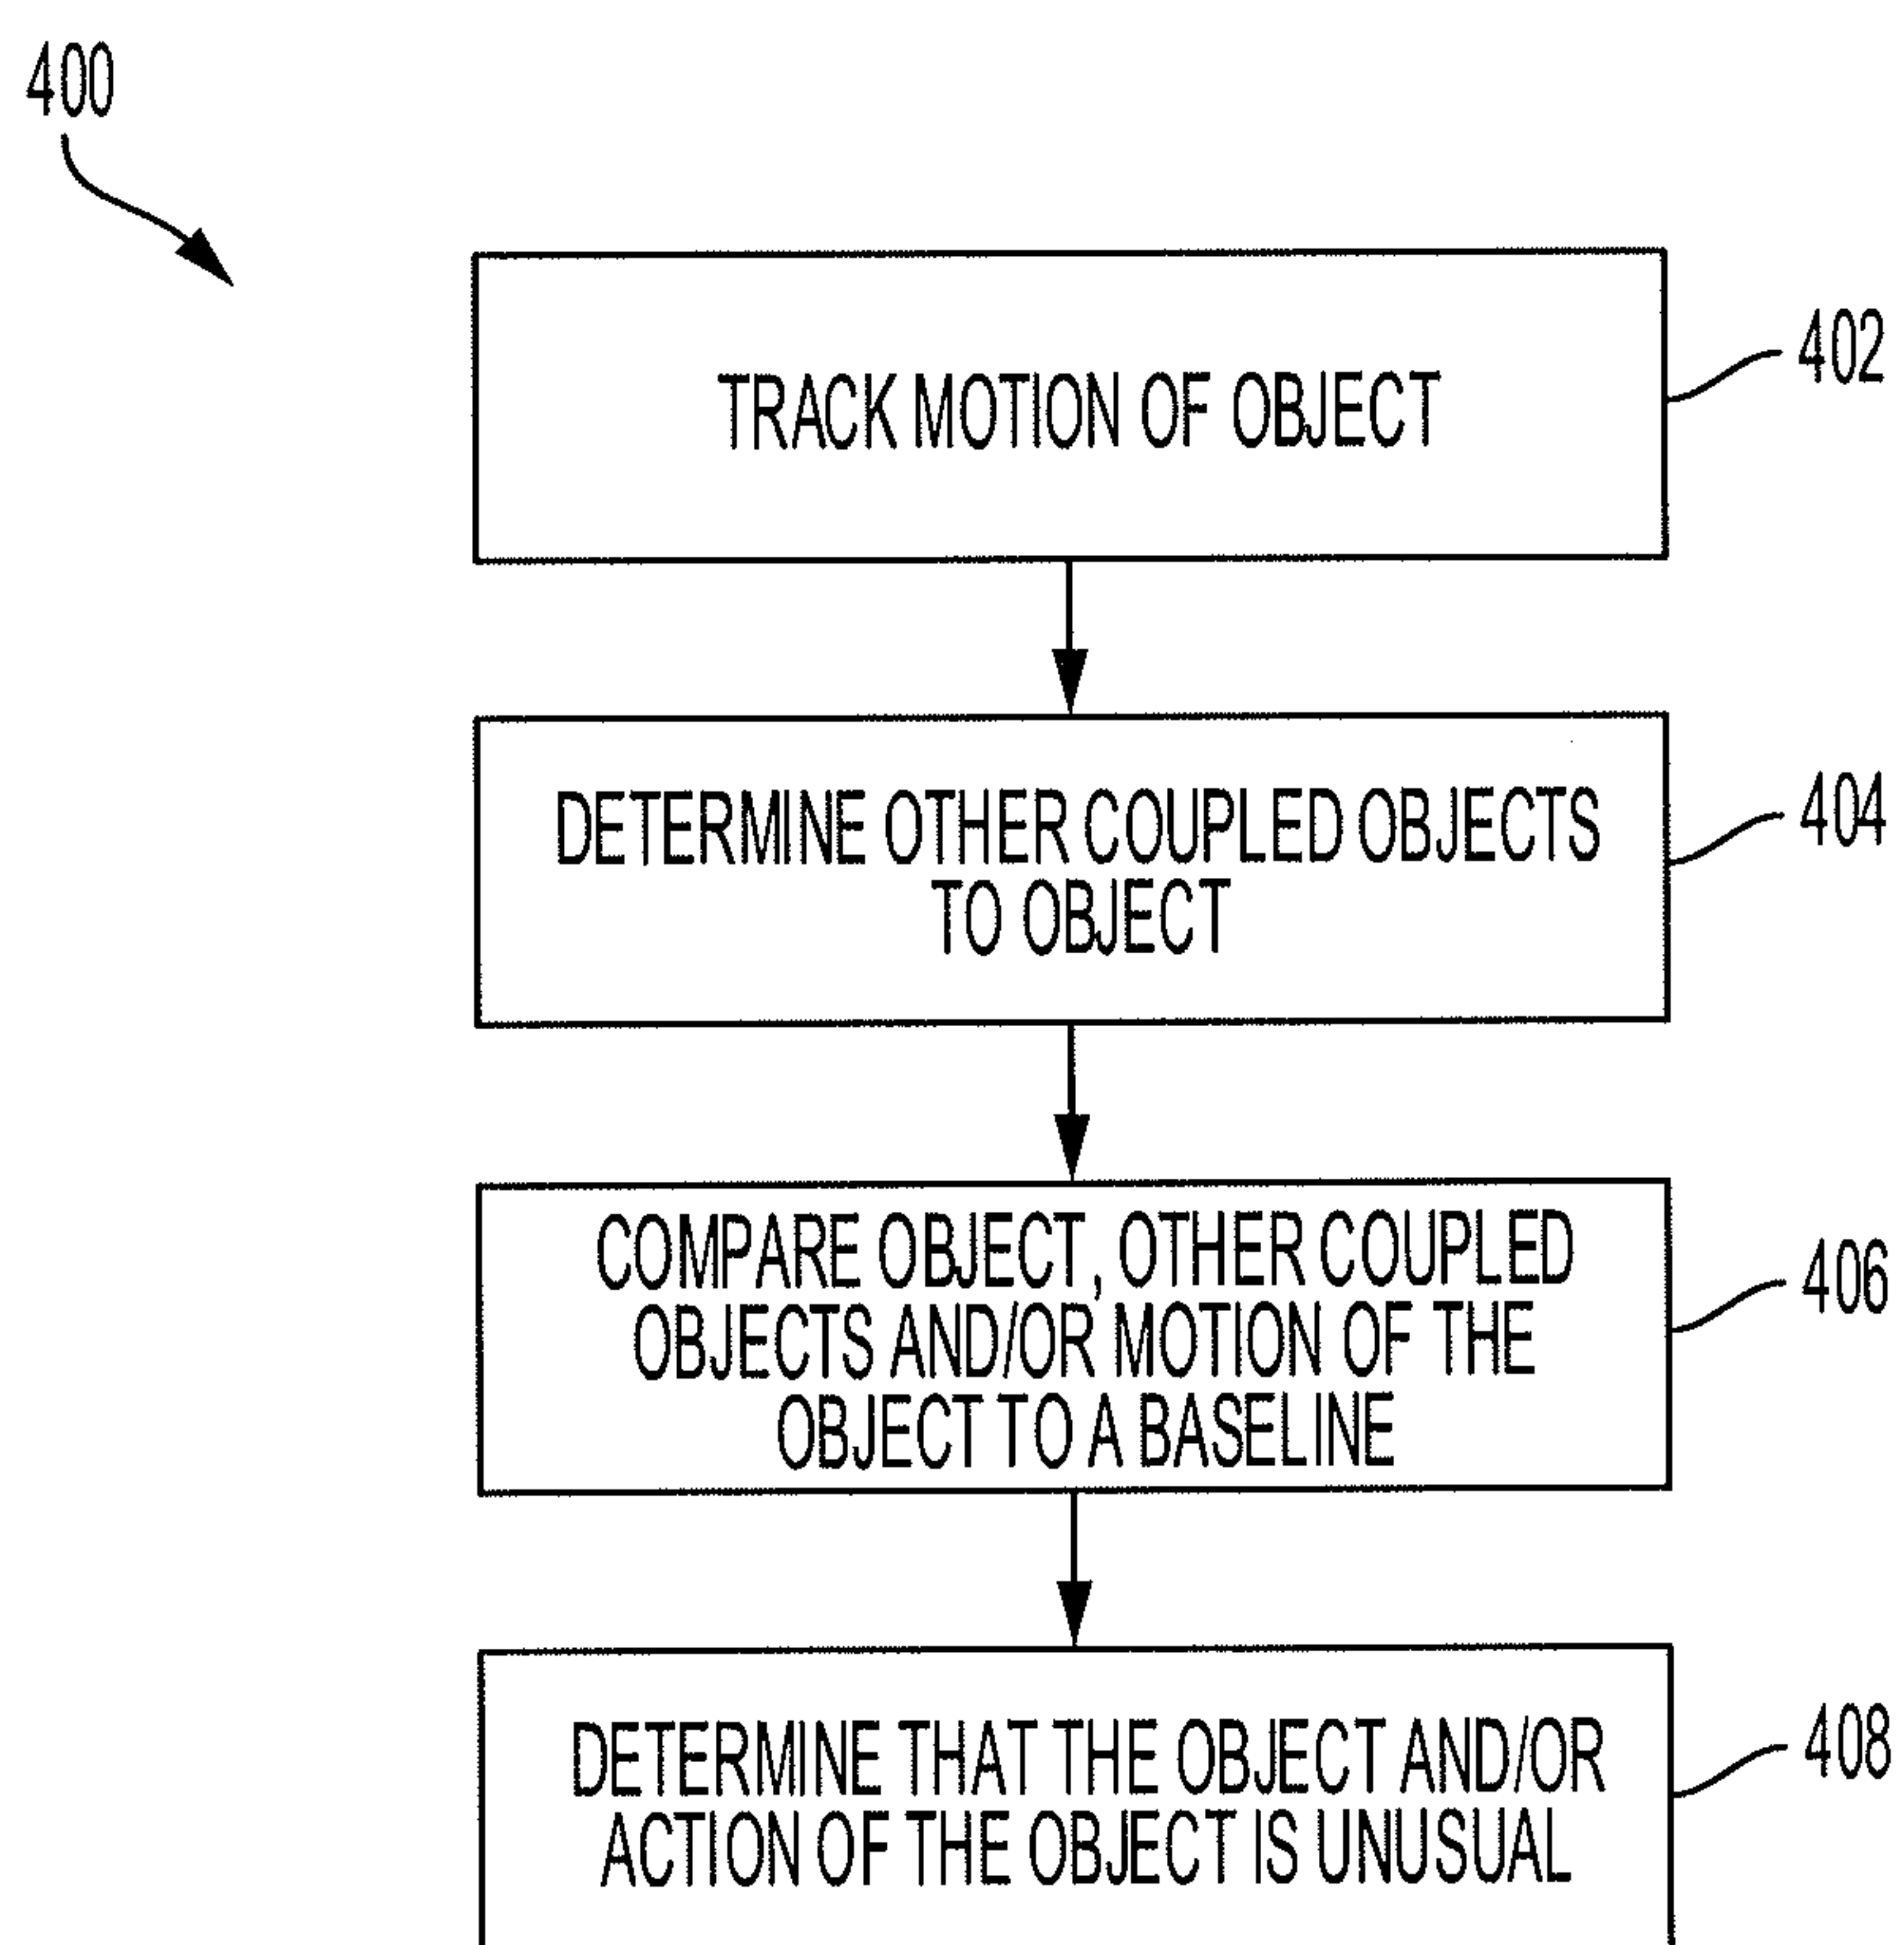 400
TRACK MOTION OF OBJECT
402
DETERMINE OTHER COUPLED OBJECTS
TO OBJECT
404
COMPARE OBJECT, OTHER COUPLED
OBJECTS AND/OR MOTION OF THE
OBJECT TO A BASELINE
406
DETERMINE THAT THE OBJECT AND/OR
ACTION OF THE OBJECT IS UNUSUAL
408